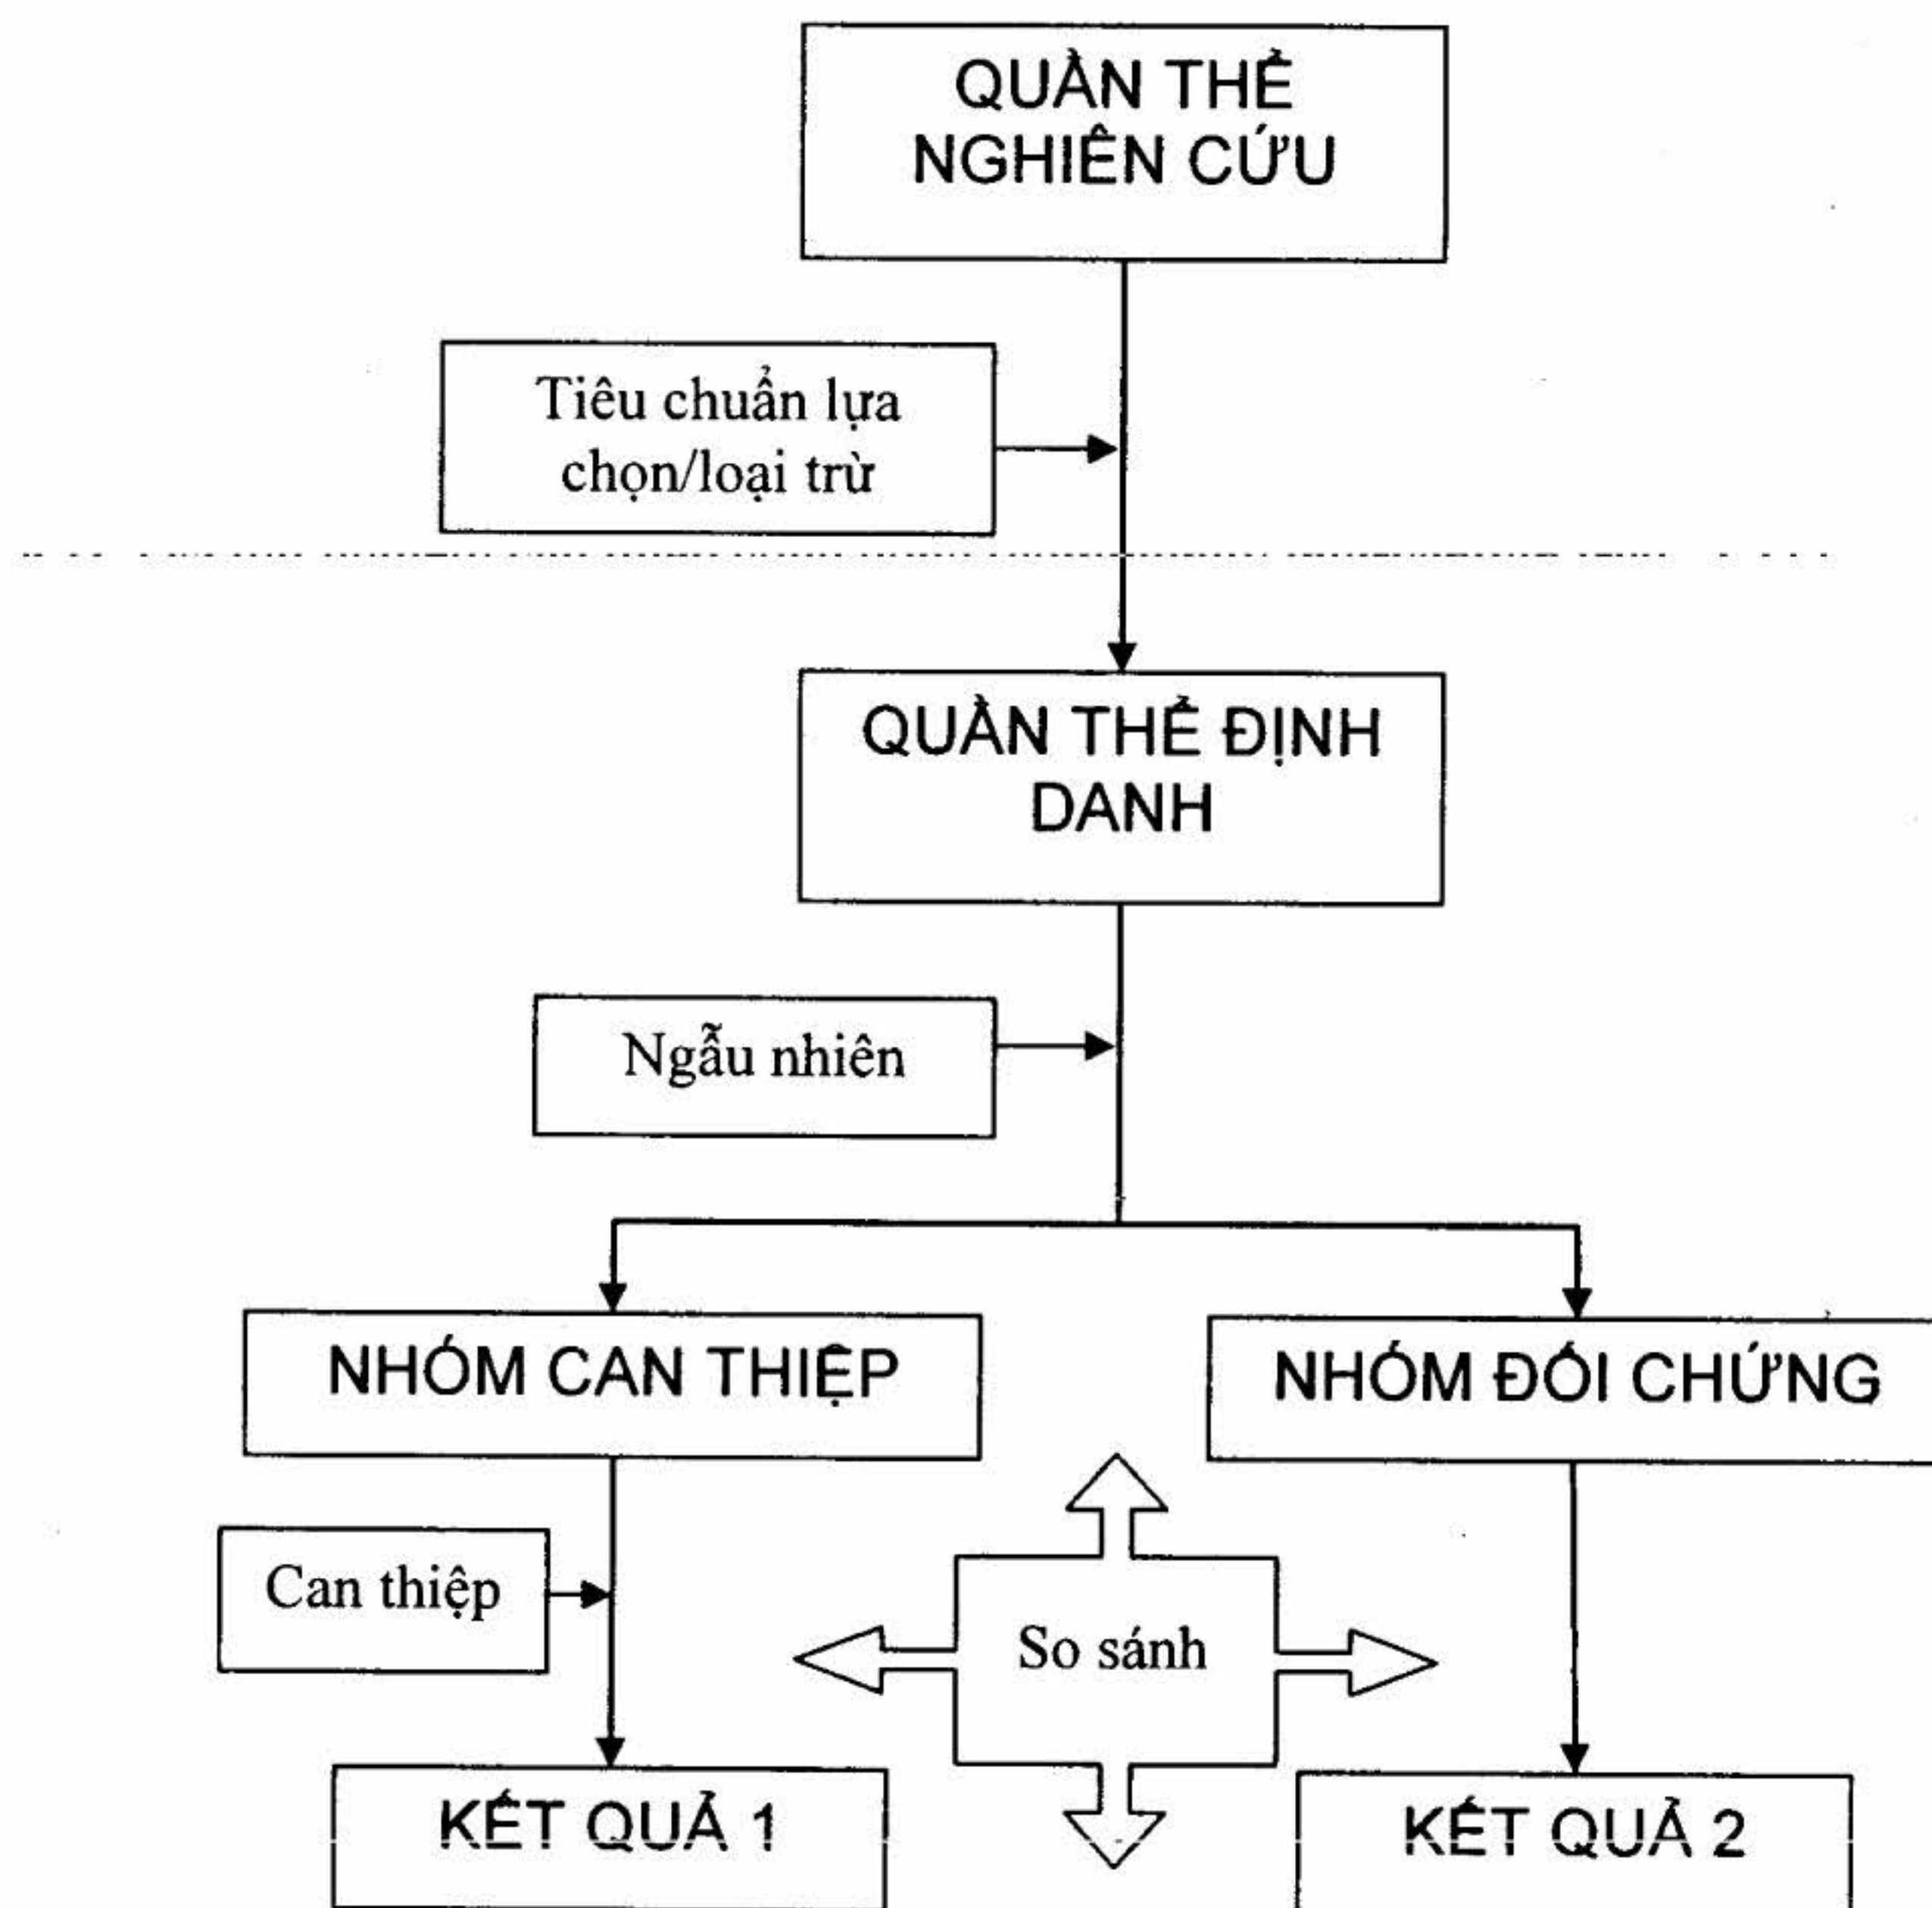 QUẦN THỂ
NGHIÊN CỨU
Tiêu chuẩn lựa
chọn/loại trừ
QUẦN THỂ ĐỊNH
DANH
Ngẫu nhiên
NHÓM CAN THIỆP
NHÓM ĐỐI CHỨNG
Can thiệp
So sánh
KẾT QUẢ 1
KẾT QUẢ 2